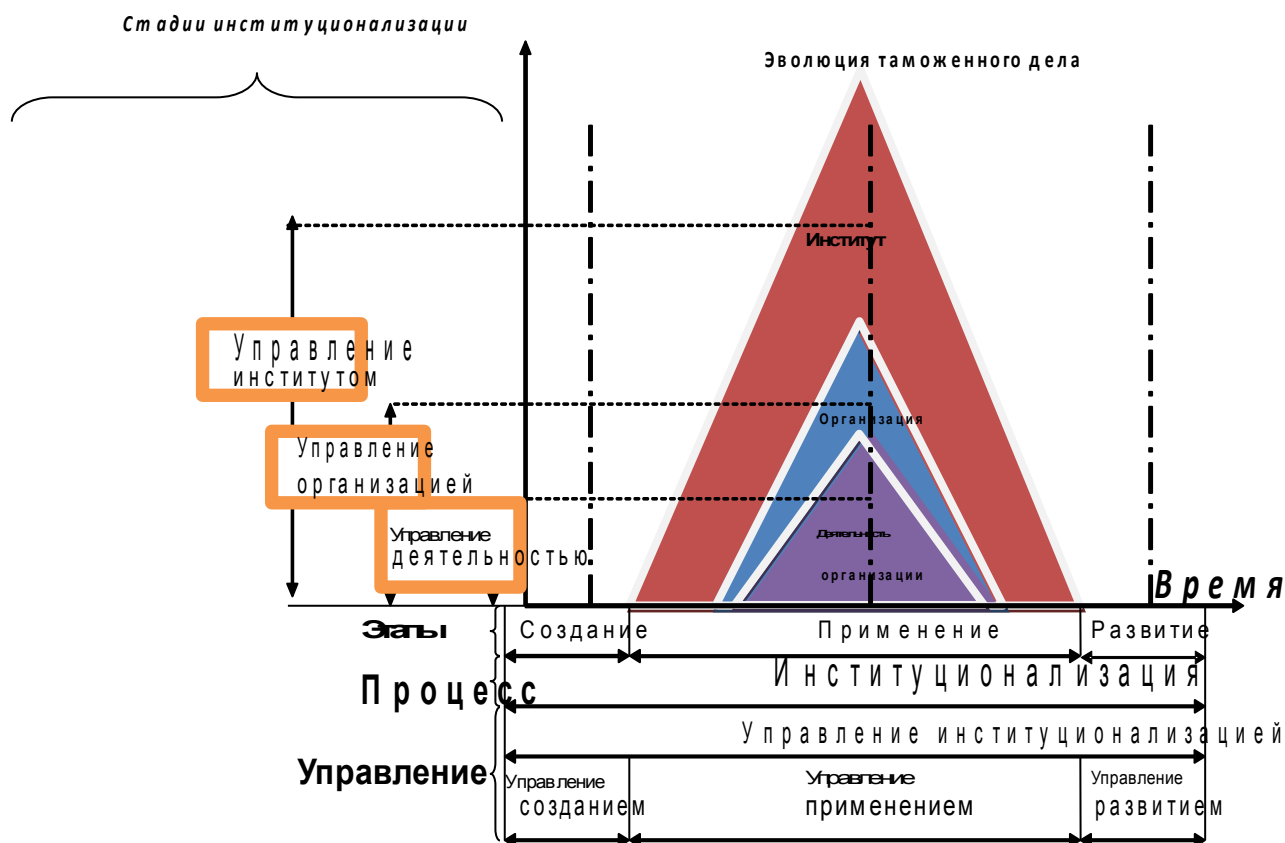 Стадии институционализации
Эволюция таможенного дела
Институт
Управление
институтом
Организация
Управление
организацией
Управление
деятельностью
Деятельность
организации
Время
Этапы
Создание
Применение
Развитие
Процесс
Институционализация
Управление институционализацией
Управление
Управление
созданием
Управление
применением
Управление
развитием